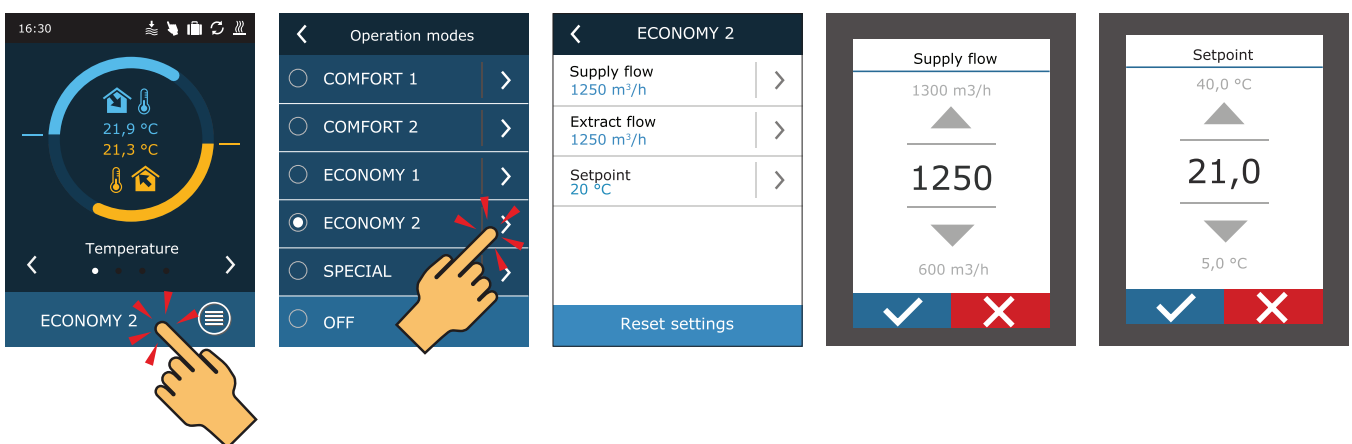 16:30
21,9 °C
21,3 °C
Temperature
ECONOMY 2
Operation modes
COMFORT 1
COMFORT 2
ECONOMY 1
ECONOMY 2
SPECIAL
OFF
ECONOMY 2
Supply flow
1250 m³/h
Extract flow
1250 m³/h
Setpoint
20 °C
Reset settings
Supply flow
1300 m3/h
1250
600 m3/h
Setpoint
40,0 °C
21,0
5,0 °C